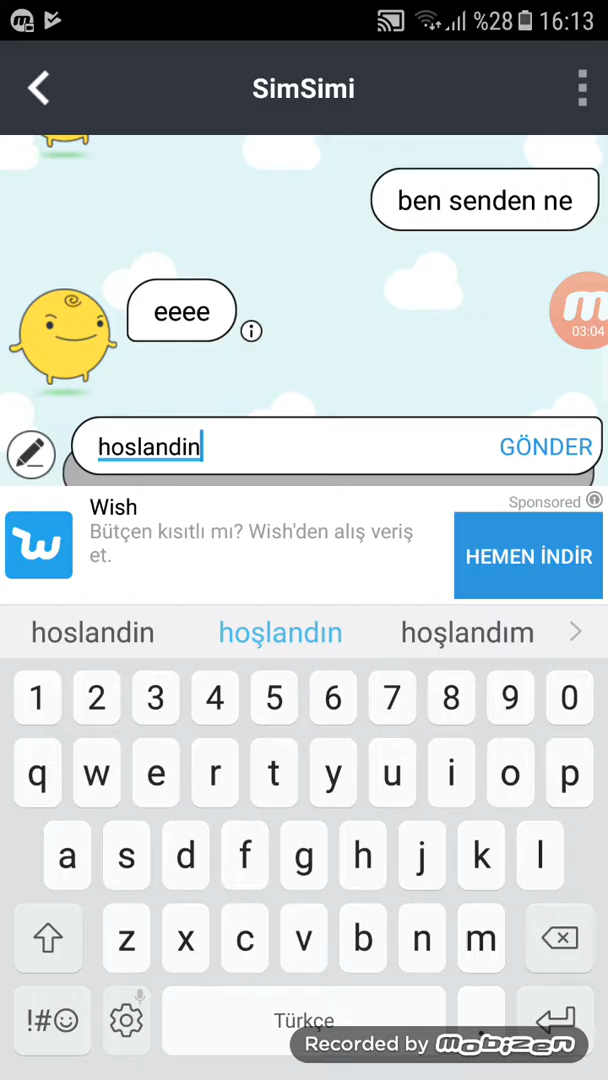 %28 16:13
SimSimi
ben senden ne
eeee
03:04
hoslandin GÖNDER
Wish
Sponsored
Bütçen kısıtlı mı? Wish'den alış veriş
et.
HEMEN İNDİR
hoslandin hoşlandın hoşlandım
1 2 3 4 5 6 7 8 9 0
q w e r t y u i o p
a s d f g h j k l
z x c v b n m
!#☺ Türkçe .
Recorded by mobizen